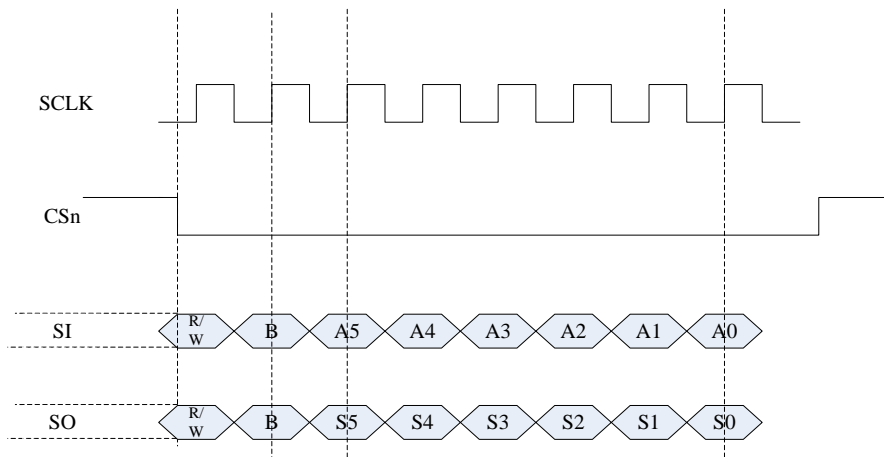 SCLK
CSn
SI R/W B A5 A4 A3 A2 A1 A0
SO R/W B S5 S4 S3 S2 S1 S0